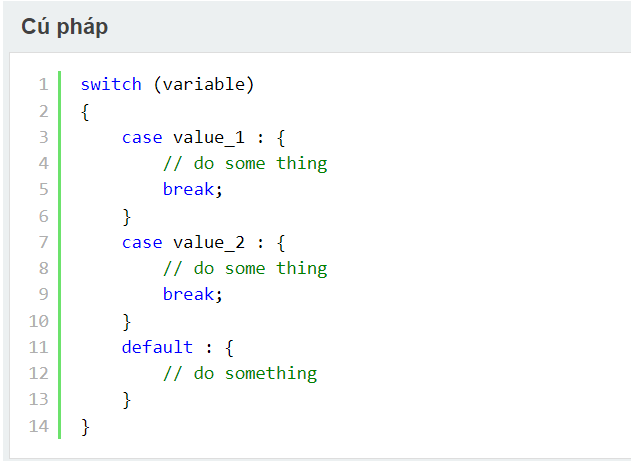 Cú pháp
1 switch (variable)
2 {
3     case value_1 : {
4         // do some thing
5         break;
6     }
7     case value_2 : {
8         // do some thing
9         break;
10     }
11     default : {
12         // do something
13     }
14 }